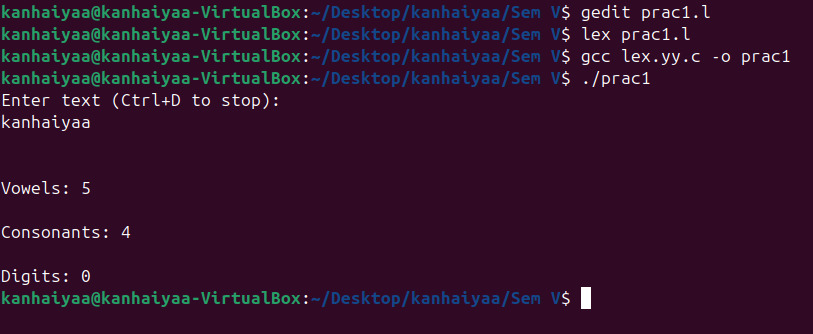 kanhaiyaa@kanhaiyaa-VirtualBox:~/Desktop/kanhaiyaa/Sem V$ gedit prac1.l
kanhaiyaa@kanhaiyaa-VirtualBox:~/Desktop/kanhaiyaa/Sem V$ lex prac1.l
kanhaiyaa@kanhaiyaa-VirtualBox:~/Desktop/kanhaiyaa/Sem V$ gcc lex.yy.c -o prac1
kanhaiyaa@kanhaiyaa-VirtualBox:~/Desktop/kanhaiyaa/Sem V$ ./prac1
Enter text (Ctrl+D to stop):
kanhaiyaa
Vowels: 5
Consonants: 4
Digits: 0
kanhaiyaa@kanhaiyaa-VirtualBox:~/Desktop/kanhaiyaa/Sem V$